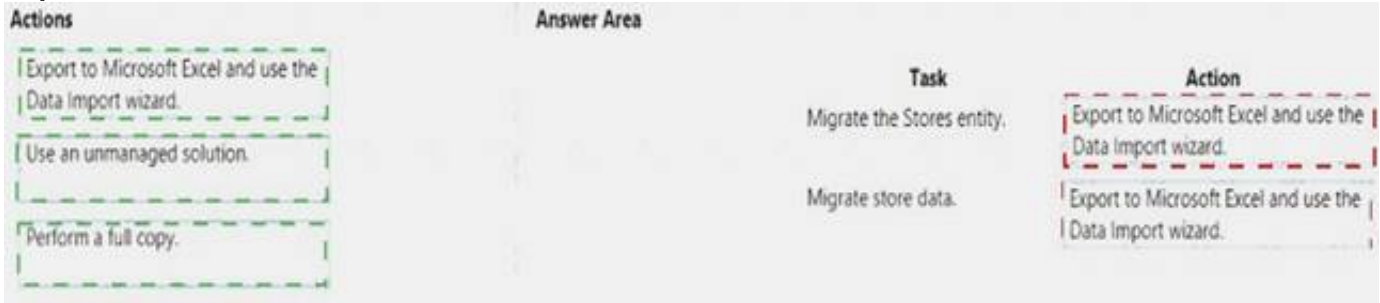 Actions
Export to Microsoft Excel and use the
Data Import wizard.
Use an unmanaged solution.
Perform a full copy.
Answer Area
Task
Action
Migrate the Stores entity.
Export to Microsoft Excel and use the
Data Import wizard.
Migrate store data.
Export to Microsoft Excel and use the
Data Import wizard.